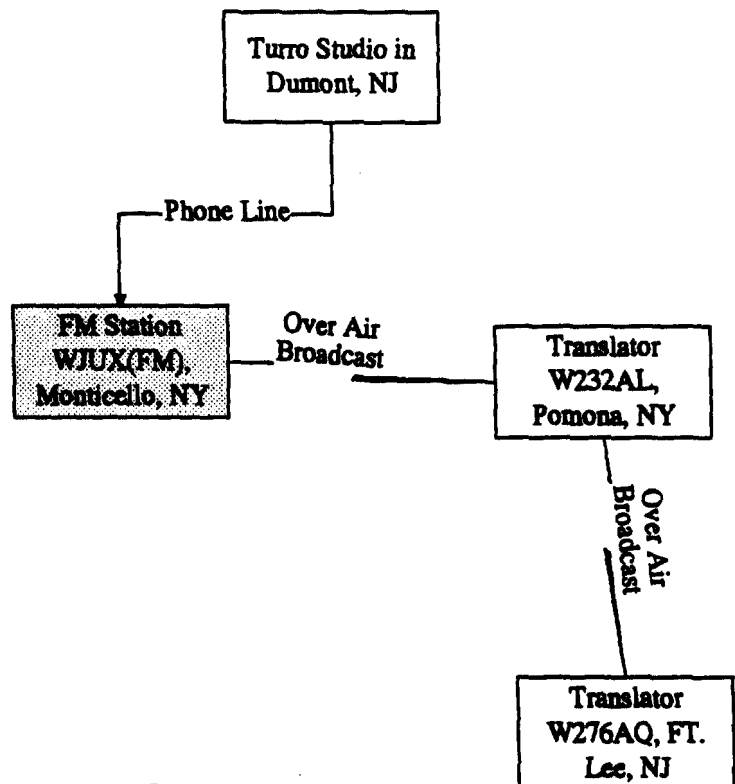 Turro Studio in
Dumont, NJ
Phone Line
FM Station
WJUX(FM),
Monticello, NY
Over Air
Broadcast
Translator
W232AL,
Pomona, NY
Over Air
Broadcast
Translator
W276AQ, FT.
Lee, NJ